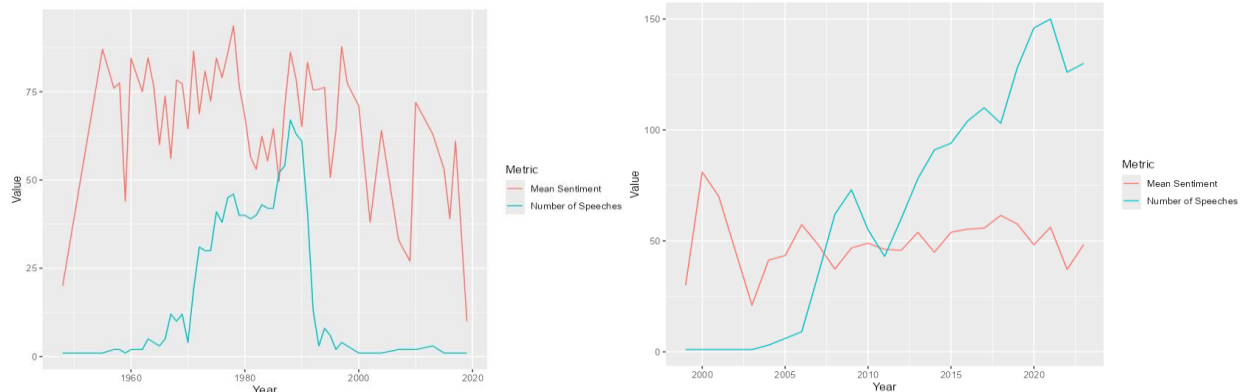 Value
75
50
25
0
1960
1980
2000
2020
Year
Metric
Mean Sentiment
Number of Speeches
Value
150
100
50
0
2000
2005
2010
2015
2020
Year
Metric
Mean Sentiment
Number of Speeches